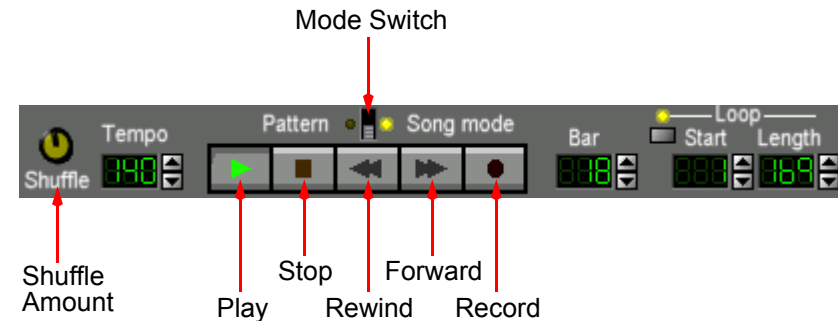 Mode Switch
Pattern Song mode
Loop
Tempo Bar Start Length
Shuffle 140 18 1 169
Shuffle Amount
Stop Forward
Play Rewind Record